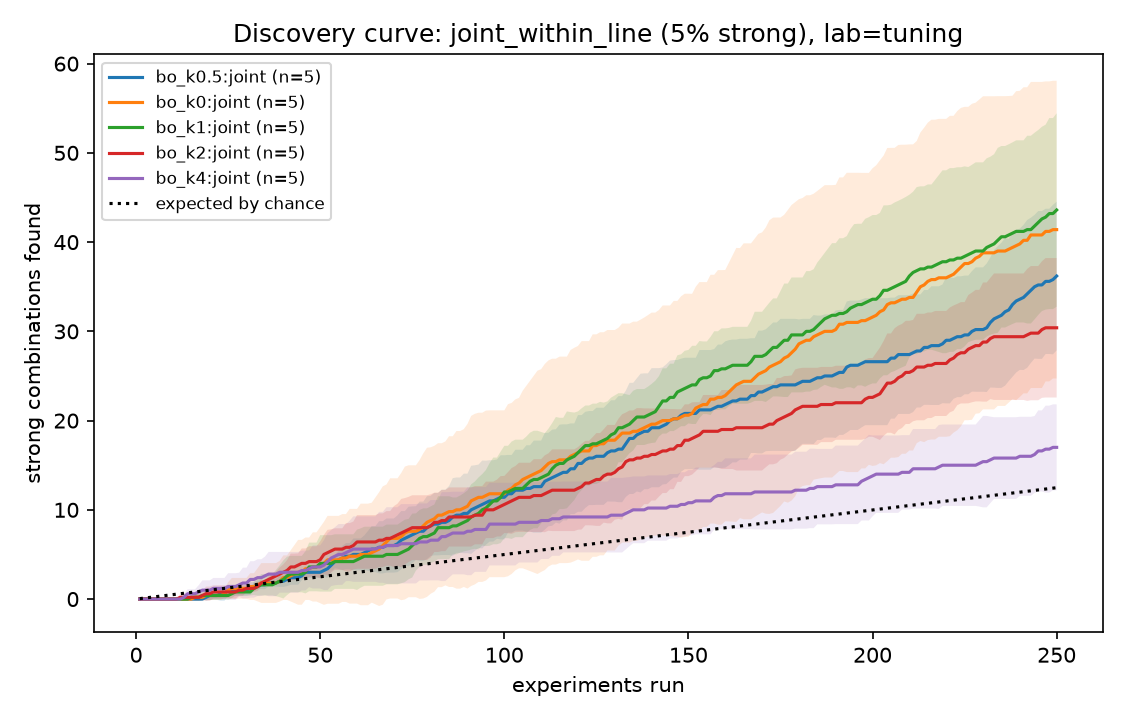 Discovery curve: joint_within_line (5% strong), lab=tuning
60
50
40
30
20
10
0
strong combinations found
bo_k0.5:joint (n=5)
bo_k0:joint (n=5)
bo_k1:joint (n=5)
bo_k2:joint (n=5)
bo_k4:joint (n=5)
expected by chance
0 50 100 150 200 250
experiments run